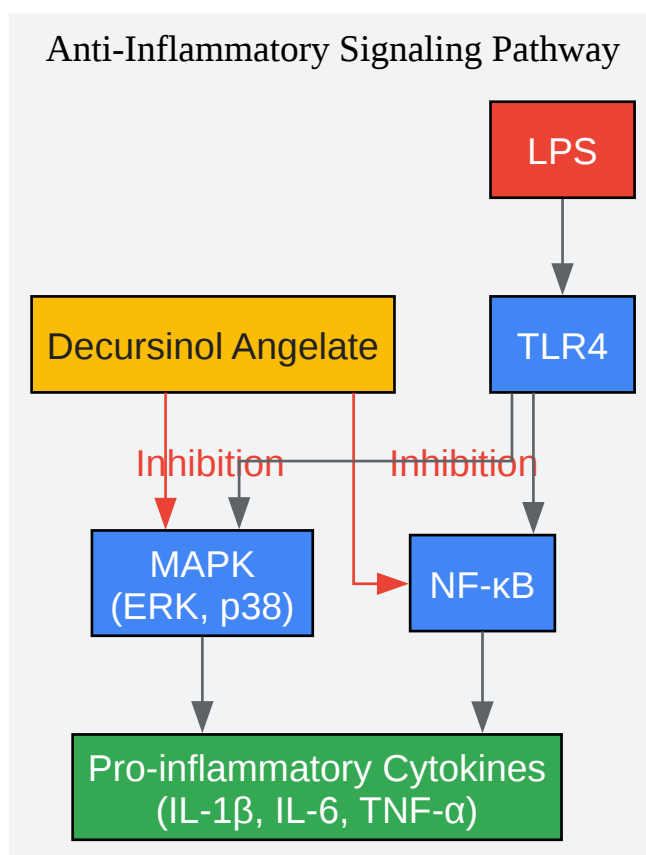 Anti-Inflammatory Signaling Pathway
LPS
Decursinol Angelate
TLR4
Inhibition
Inhibition
MAPK
(ERK, p38)
NF-κB
Pro-inflammatory Cytokines
(IL-1β, IL-6, TNF-α)